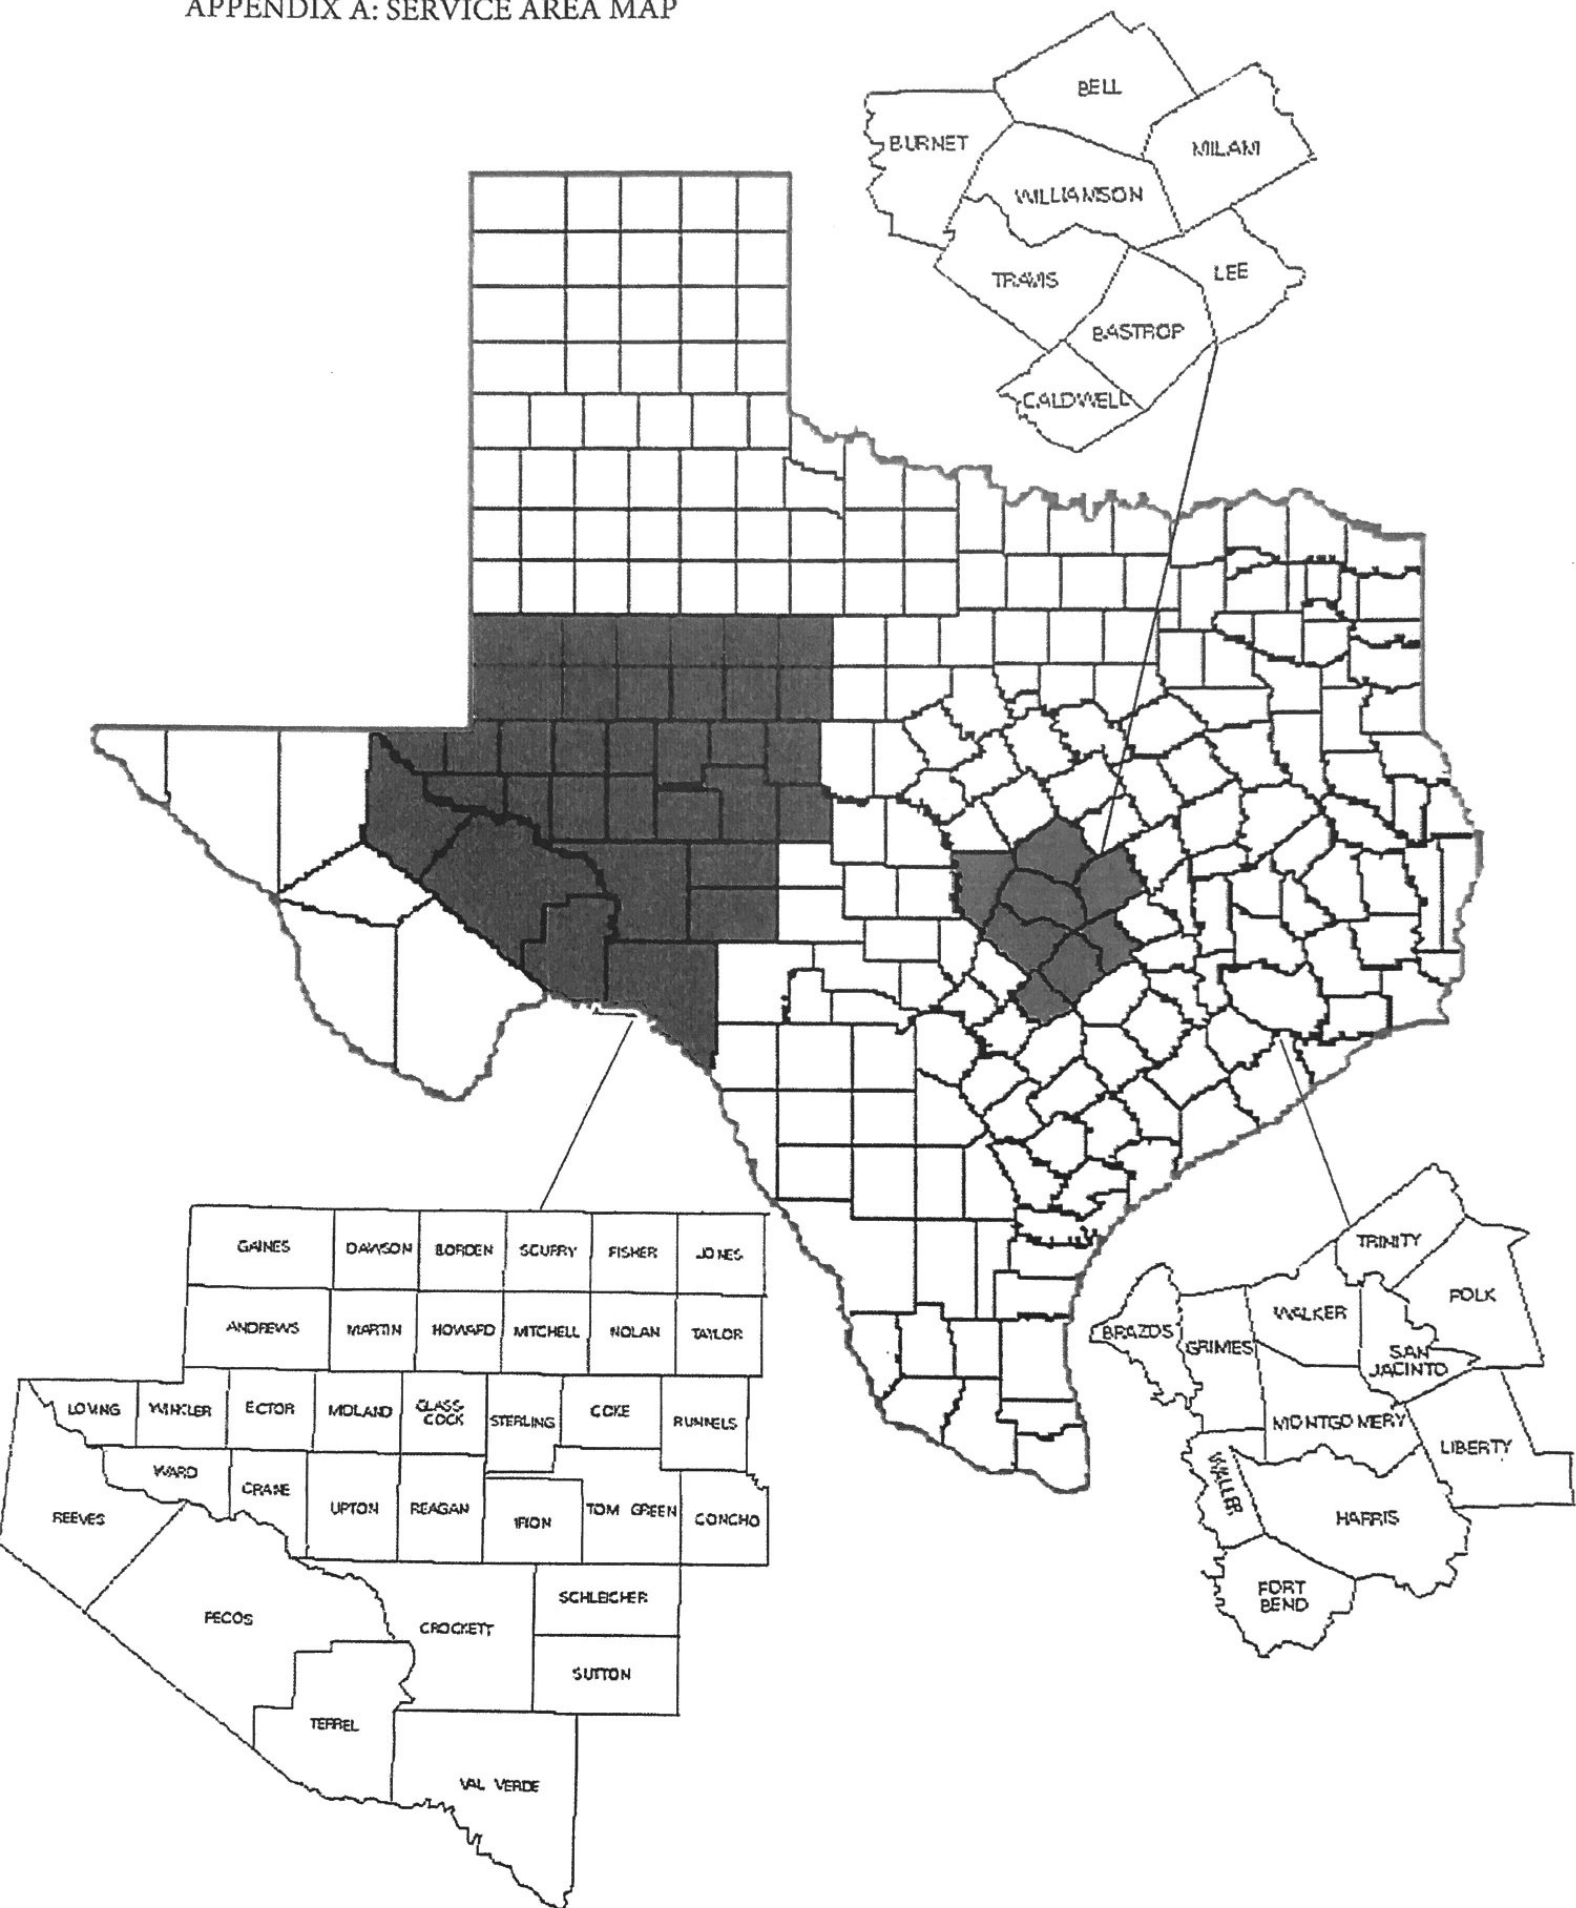 APPENDIX A: SERVICE AREA MAP
BELL
BURNET
MILAM
WILLIAMSON
TRAVIS
LEE
BASTROP
CALDWELL
GAINES
DAWSON
BORDEN
SCURRY
FISHER
JONES
ANDREWS
MARTIN
HOWARD
MITCHELL
NOLAN
TAYLOR
LOVING
WINKLER
ECTOR
MIDLAND
GLASS-
COCK
STERLING
COKE
RUNNELS
WARD
CRANE
REEVES
UPTON
REAGAN
IRION
TOM GREEN
CONCHO
PECOS
CROCKETT
SCHLEICHER
SUTTON
TERREL
VAL VERDE
TRINITY
POLK
WALKER
BRAZOS
GRIMES
SAN
JACINTO
MONTGOMERY
LIBERTY
WALLER
HARRIS
FORT
BEND